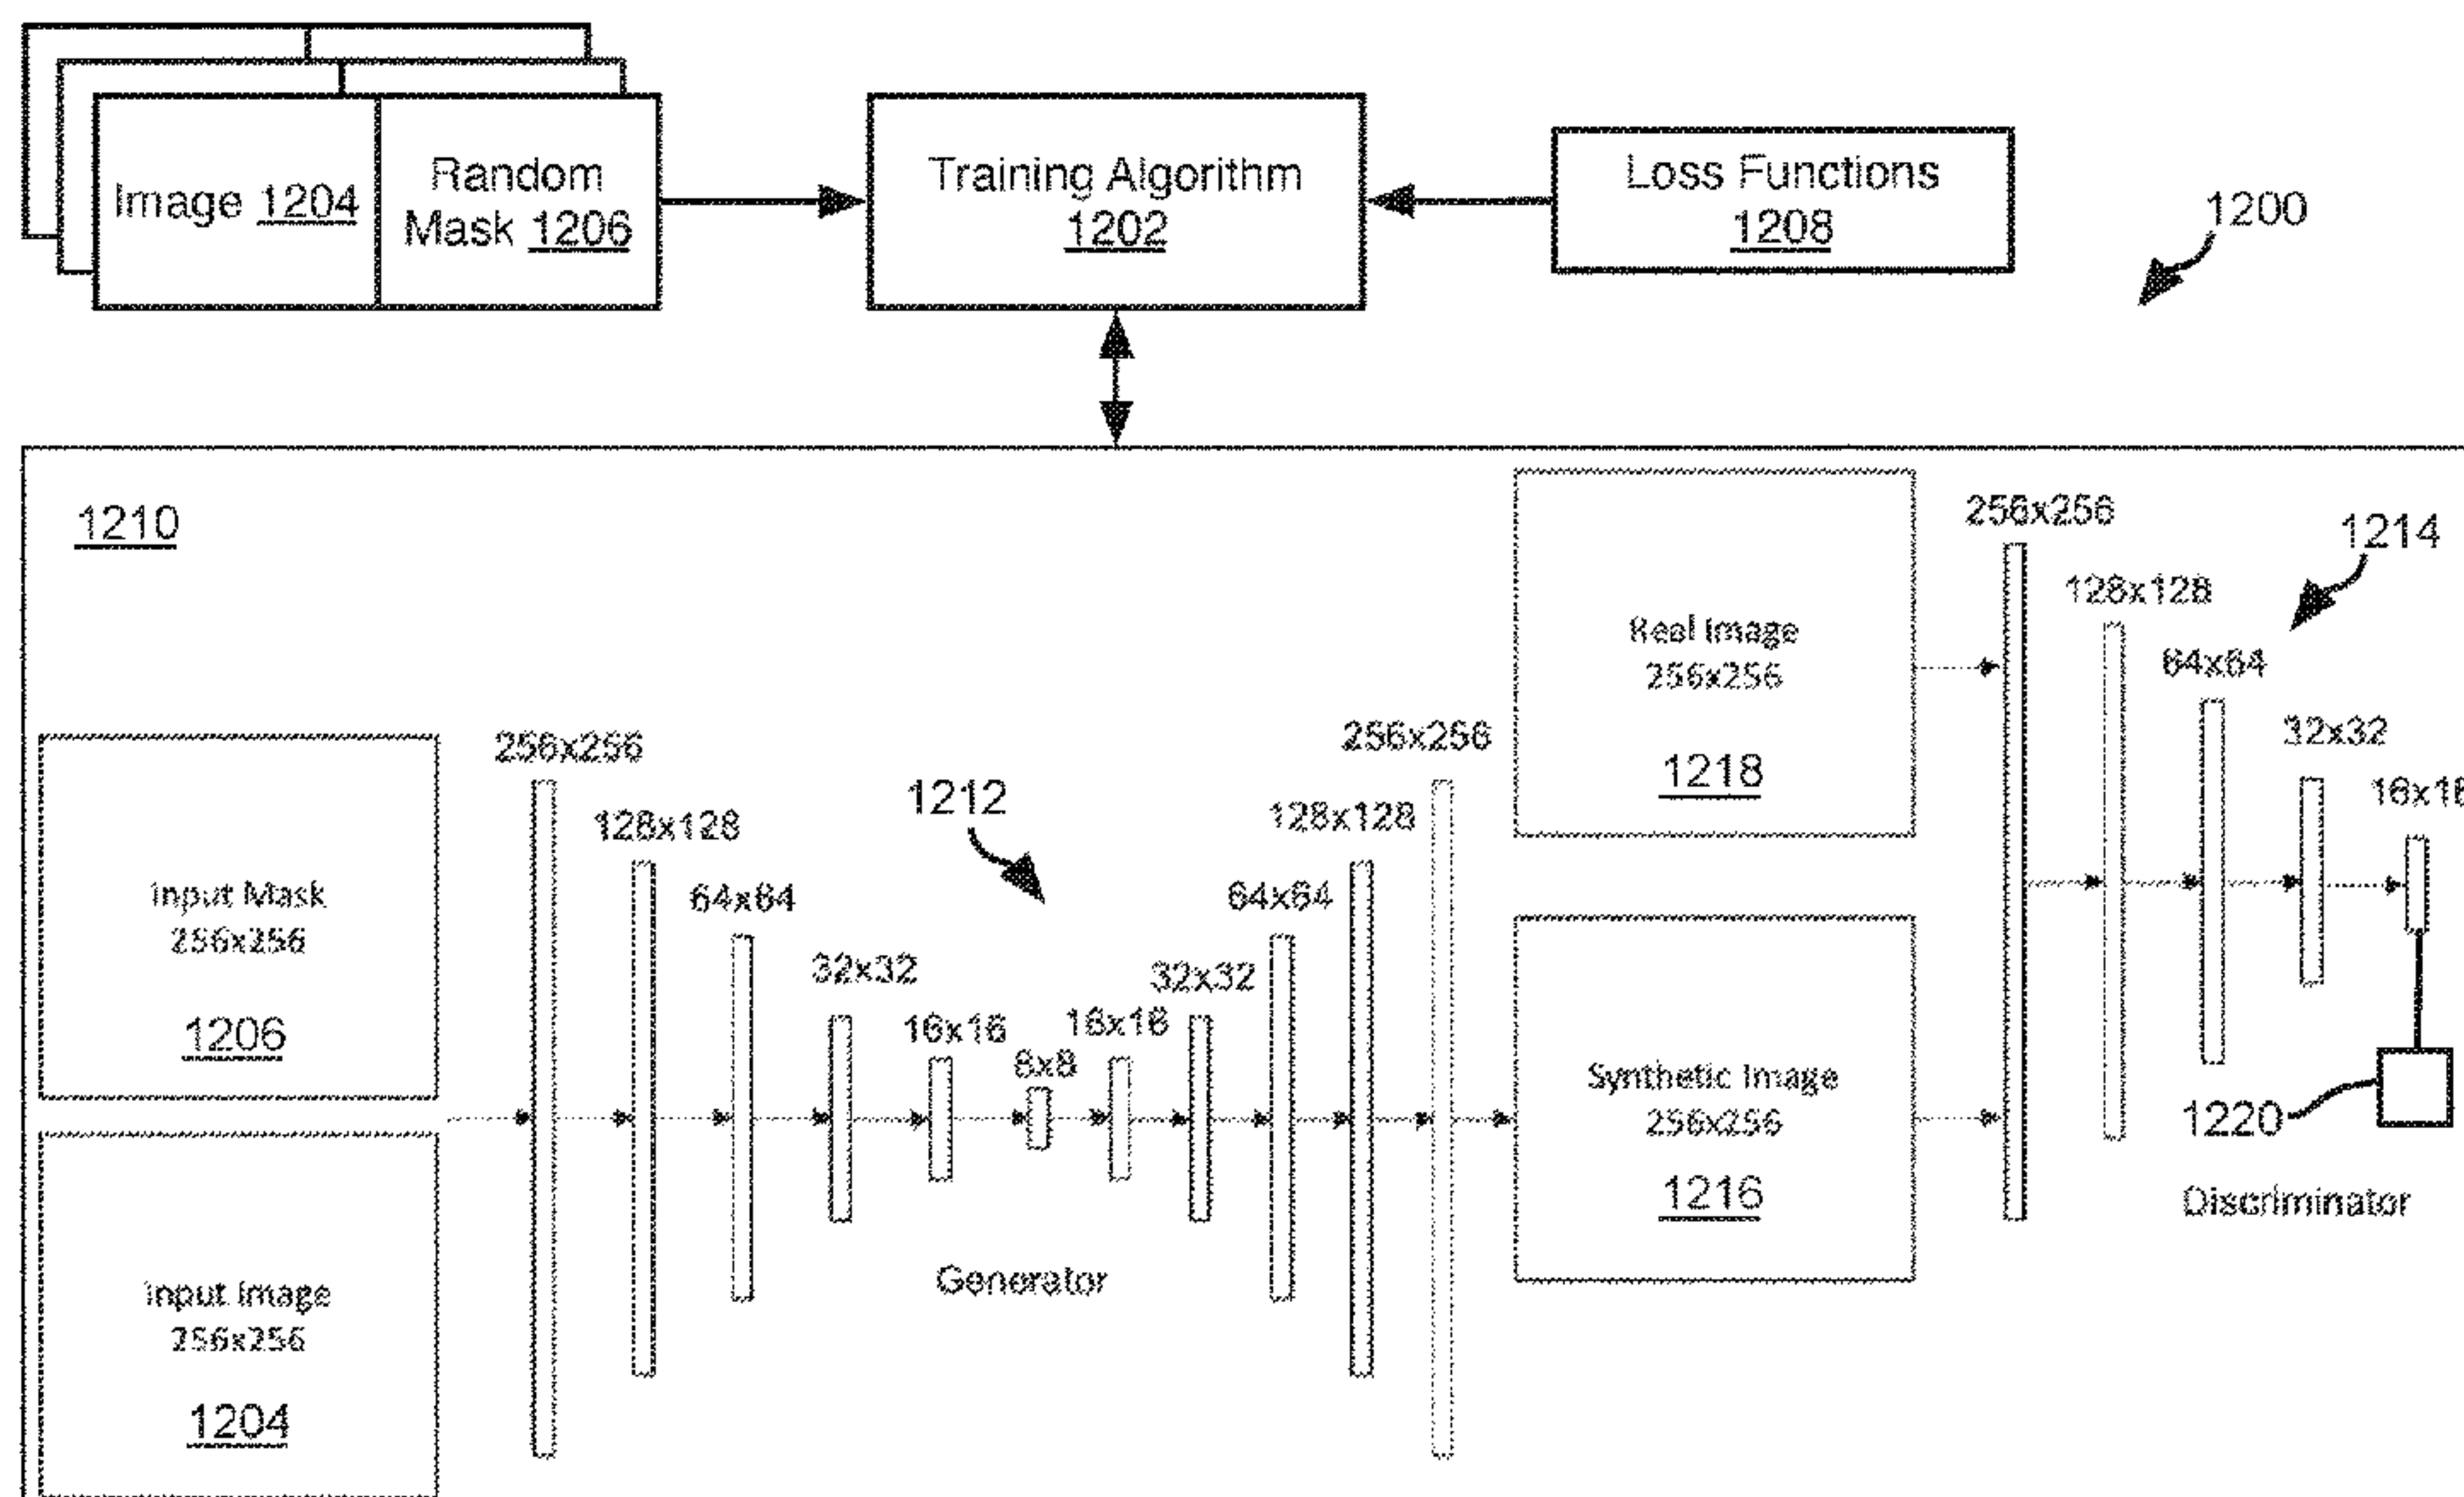 Image 1204
Random
Mask 1206
Training Algorithm
1202
Loss Functions
1208
1200
1210
Input Mask
256x256
1206
Input Image
256x256
1204
256x256
128x128
64x64
32x32
16x16
8x8
16x16
32x32
64x64
128x128
256x256
1212
Generator
Real Image
256x256
1218
Synthetic Image
256x256
1216
256x256
128x128
64x64
32x32
16x16
1214
1220
Discriminator